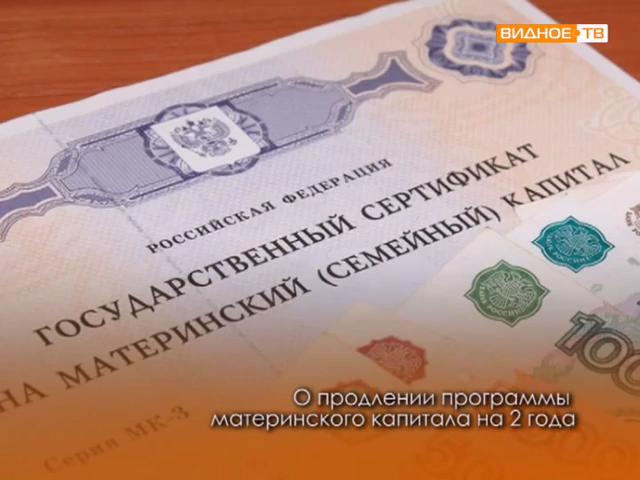 ВИДНОЕ ТВ
РОССИЙСКАЯ ФЕДЕРАЦИЯ
ГОСУДАРСТВЕННЫЙ СЕРТИФИКАТ
НА МАТЕРИНСКИЙ (СЕМЕЙНЫЙ) КАПИТАЛ
Серия МК-3
100
О продлении программы
материнского капитала на 2 года